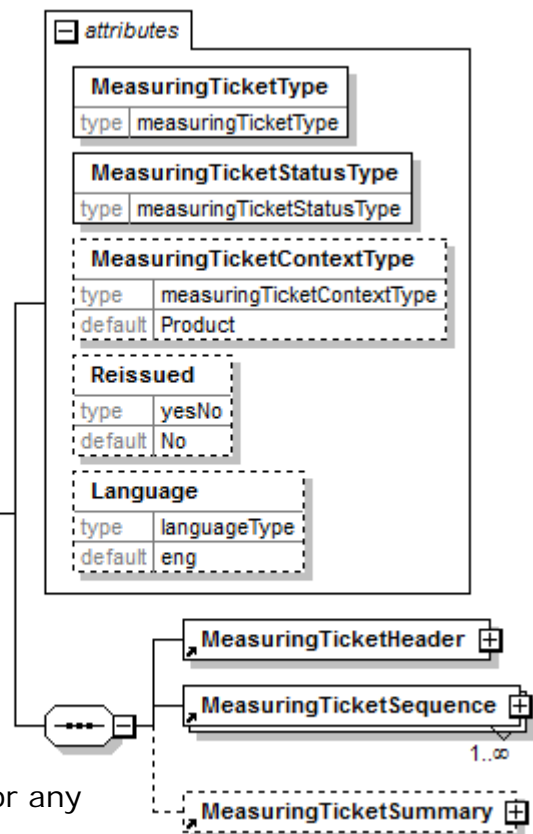 attributes
MeasuringTicketType
type measuringTicketType
MeasuringTicketStatusType
type measuringTicketStatusType
MeasuringTicketContextType
type measuringTicketContextType
default Product
Reissued
type yesNo
default No
Language
type languageType
default eng
MeasuringTicketHeader
MeasuringTicketSequence
1..∞
or any
MeasuringTicketSummary